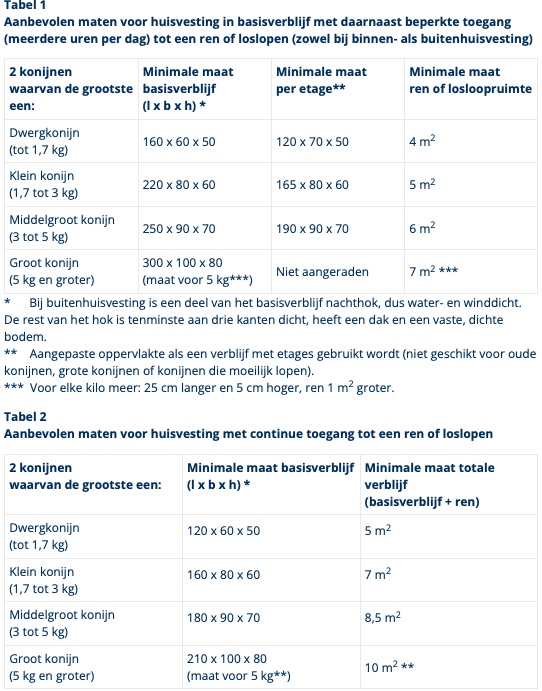 Tabel 1
Aanbevolen maten voor huisvesting in basisverblijf met daarnaast beperkte toegang
(meerdere uren per dag) tot een ren of loslopen (zowel bij binnen- als buitenhuisvesting)
2 konijnen
waarvan de grootste
een:
Minimale maat
basisverblijf
(l x b x h) *
Minimale maat
per etage**
Minimale maat
ren of losloopruimte
Dwergkonijn
(tot 1,7 kg)
160 x 60 x 50
120 x 70 x 50
4 m²
Klein konijn
(1,7 tot 3 kg)
220 x 80 x 60
165 x 80 x 60
5 m²
Middelgroot konijn
(3 tot 5 kg)
250 x 90 x 70
190 x 90 x 70
6 m²
Groot konijn
(5 kg en groter)
300 x 100 x 80
(maat voor 5 kg***)
Niet aangeraden
7 m² ***
* Bij buitenhuisvesting is een deel van het basisverblijf nachthok, dus water- en winddicht.
De rest van het hok is tenminste aan drie kanten dicht, heeft een dak en een vaste, dichte
bodem.
** Aangepaste oppervlakte als een verblijf met etages gebruikt wordt (niet geschikt voor oude
konijnen, grote konijnen of konijnen die moeilijk lopen).
*** Voor elke kilo meer: 25 cm langer en 5 cm hoger, ren 1 m² groter.
Tabel 2
Aanbevolen maten voor huisvesting met continue toegang tot een ren of loslopen
2 konijnen
waarvan de grootste een:
Minimale maat basisverblijf
(l x b x h) *
Minimale maat totale
verblijf
(basisverblijf + ren)
Dwergkonijn
(tot 1,7 kg)
120 x 60 x 50
5 m²
Klein konijn
(1,7 tot 3 kg)
160 x 80 x 60
7 m²
Middelgroot konijn
(3 tot 5 kg)
180 x 90 x 70
8,5 m²
Groot konijn
(5 kg en groter)
210 x 100 x 80
(maat voor 5 kg**)
10 m² **